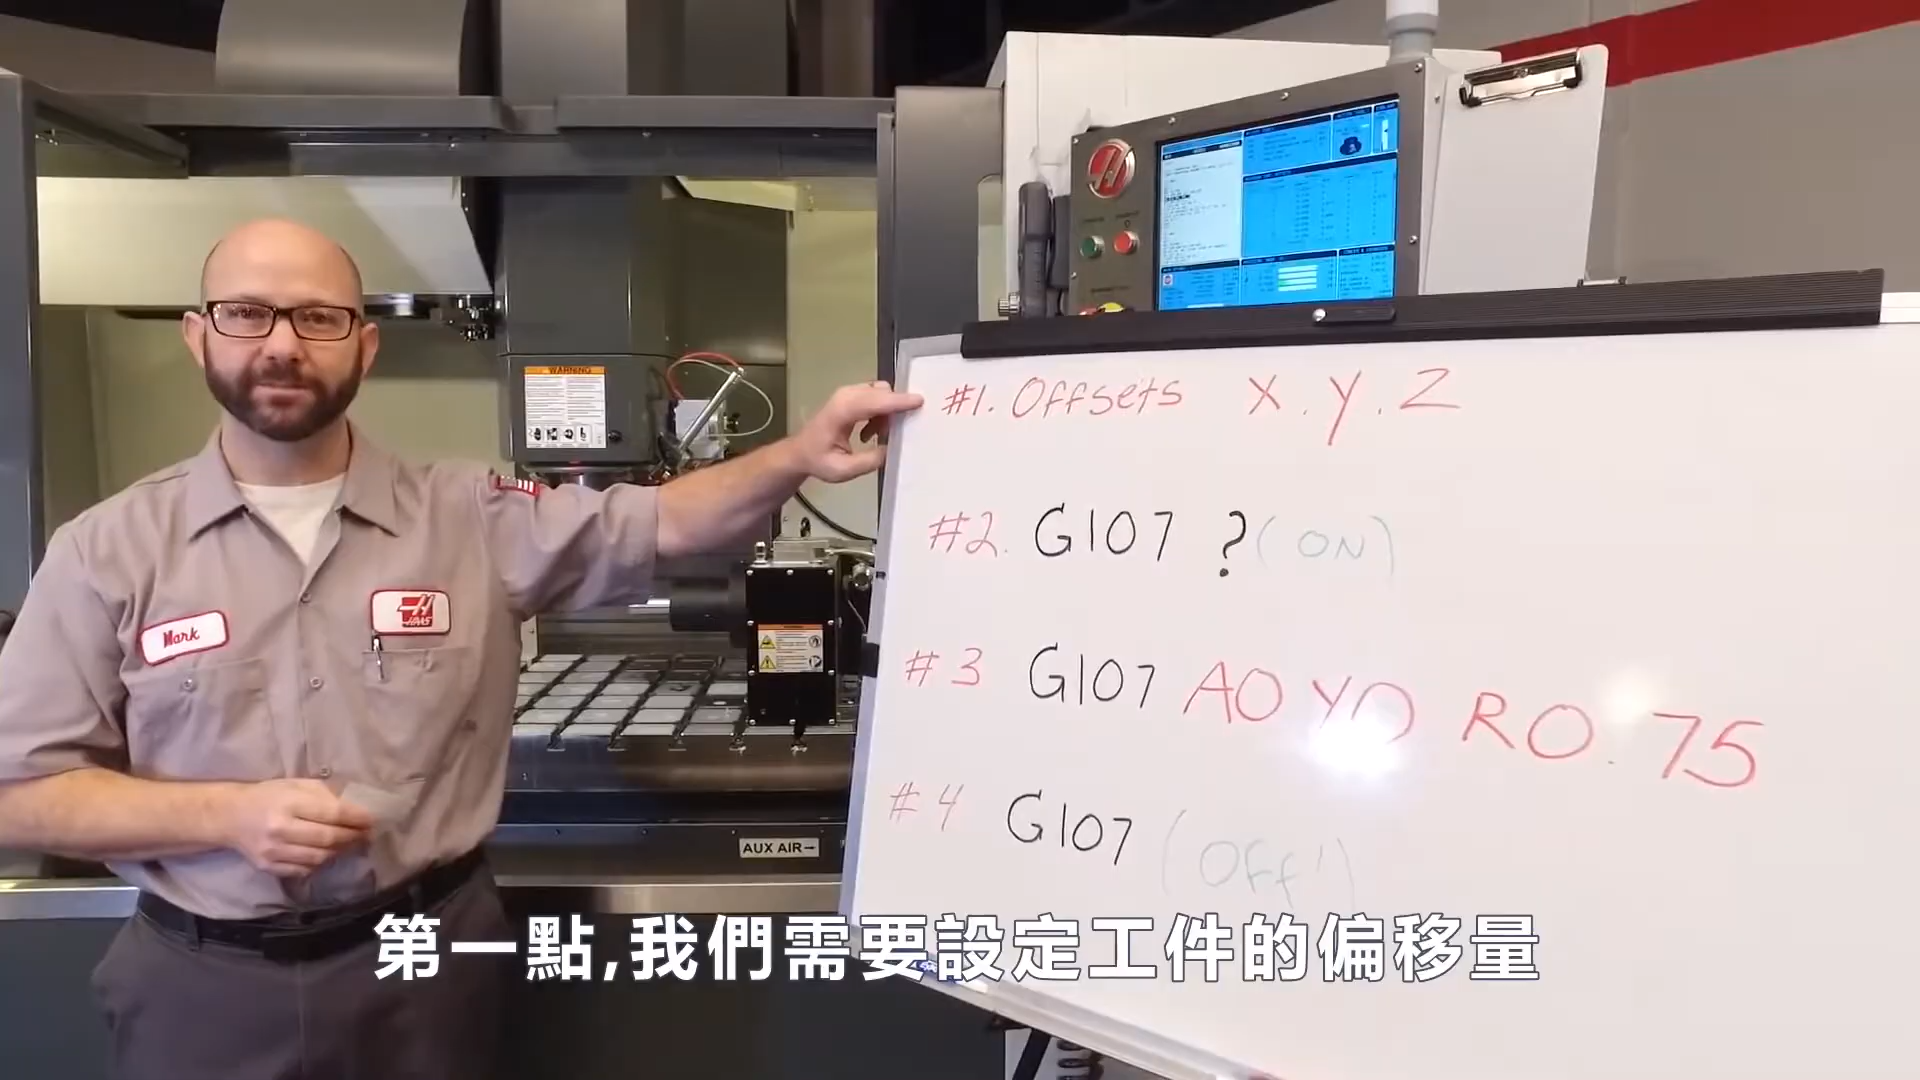 WARNING
#1. Offsets X.Y.Z
#2. G107 ? (ON)
#3 G107 A0 Y0 R0.75
#4 G107 (Off!)
Mark
HAAS
AUX AIR→
第一點,我們需要設定工件的偏移量